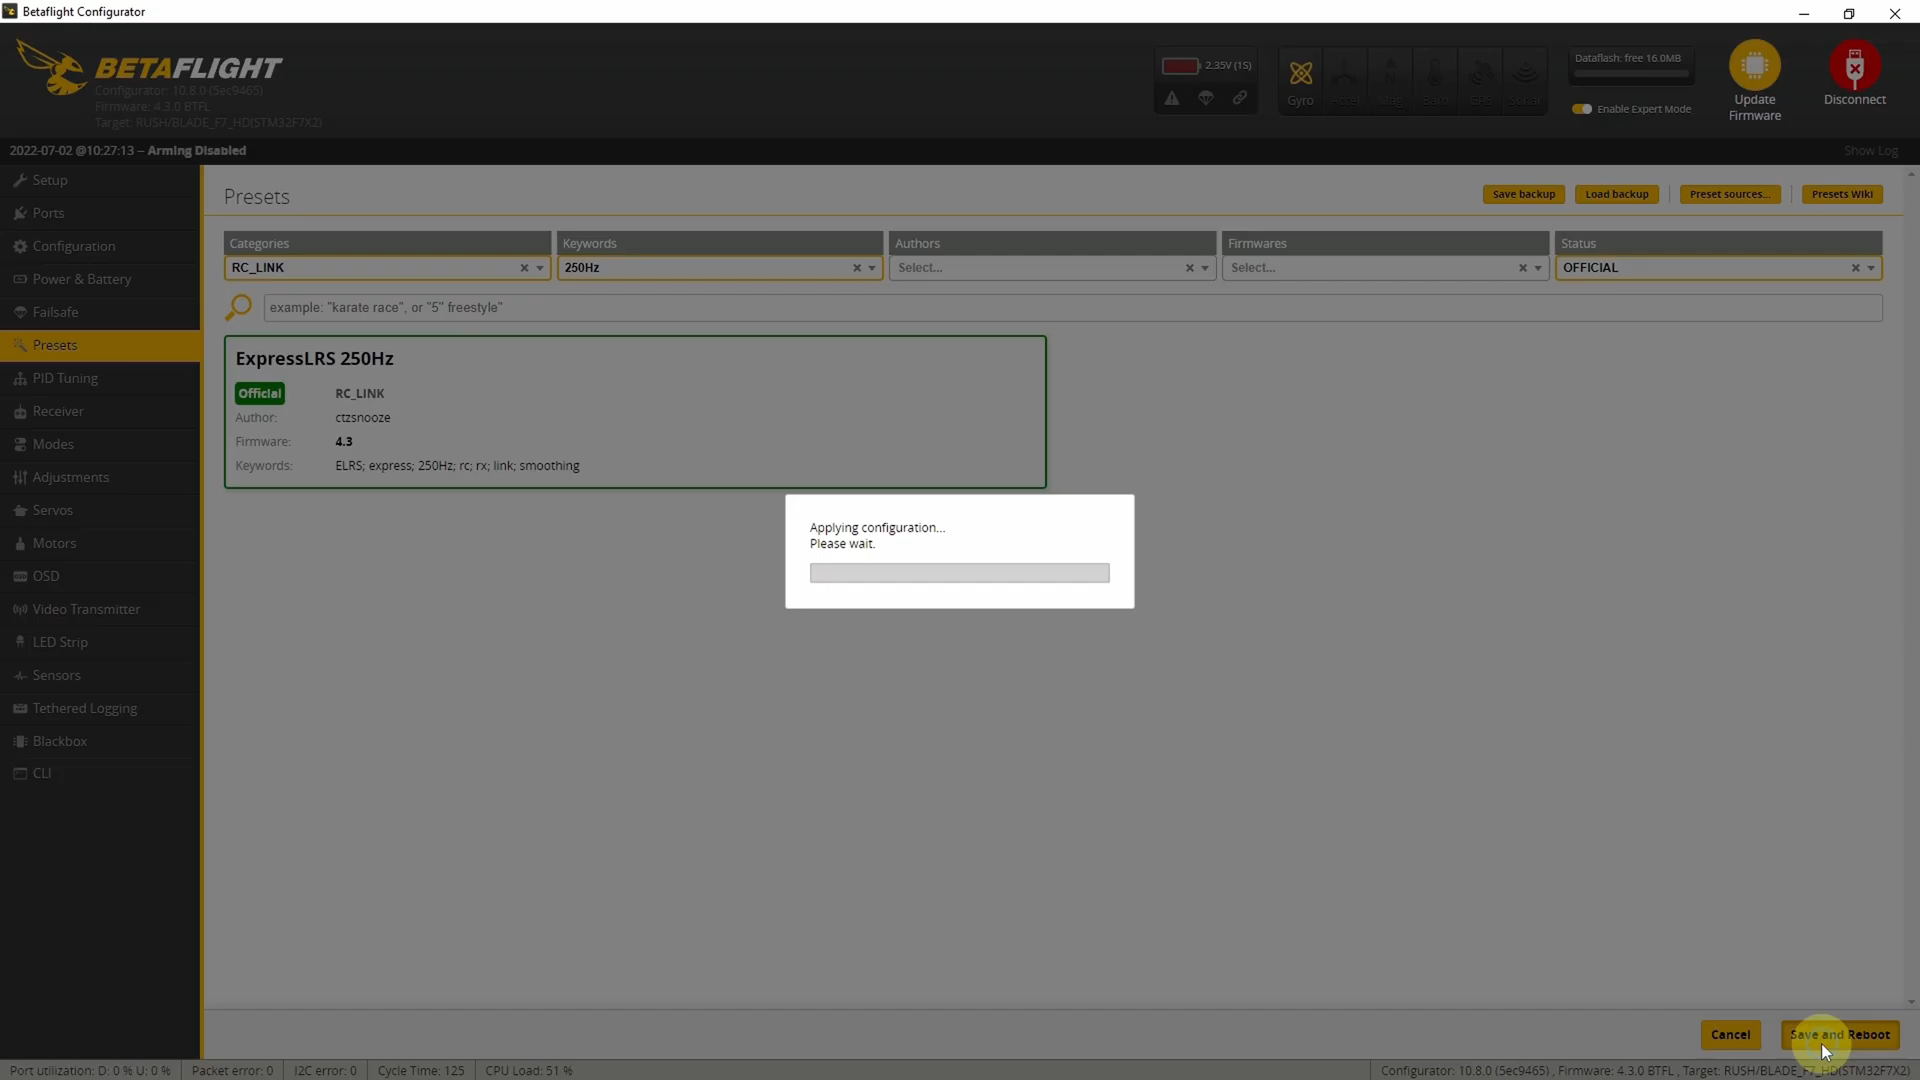 Betaflight Configurator
BETAFLIGHT
Configurator: 10.8.0 (5ec9465)
Firmware: 4.3.0 BTFL
Target: RUSH/BLADE_F7_HD(STM32F7X2)
2.35V (1S)
Gyro
Accel
Mag
Baro
GPS
Sonar
Dataflash: free 16.0MB
Enable Expert Mode
Update
Firmware
Disconnect
2022-07-02 @10:27:13 -- Arming Disabled
Show Log
Setup
Ports
Configuration
Power & Battery
Failsafe
Presets
PID Tuning
Receiver
Modes
Adjustments
Servos
Motors
OSD
Video Transmitter
LED Strip
Sensors
Tethered Logging
Blackbox
CLI
Presets
Save backup
Load backup
Preset sources...
Presets Wiki
Categories
Keywords
Authors
Firmwares
Status
RC_LINK
250Hz
Select...
Select...
OFFICIAL
example: "karate race", or "5" freestyle"
ExpressLRS 250Hz
Official RC_LINK
Author: ctzsnooze
Firmware: 4.3
Keywords: ELRS; express; 250Hz; rc; rx; link; smoothing
Applying configuration...
Please wait.
Cancel
Save and Reboot
Port utilization: D: 0 % U: 0 %
Packet error: 0
I2C error: 0
Cycle Time: 125
CPU Load: 51 %
Configurator: 10.8.0 (5ec9465) , Firmware: 4.3.0 BTFL , Target: RUSH/BLADE_F7_HD(STM32F7X2)